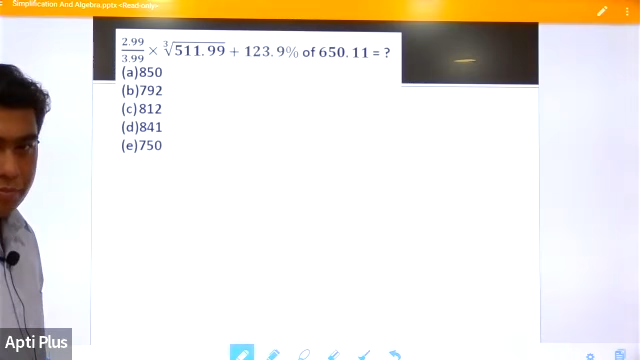 Simplification And Algebra.pptx <Read-only>
2.99/3.99 × ∛511.99 + 123.9% of 650.11 = ?
(a)850
(b)792
(c)812
(d)841
(e)750
Apti Plus